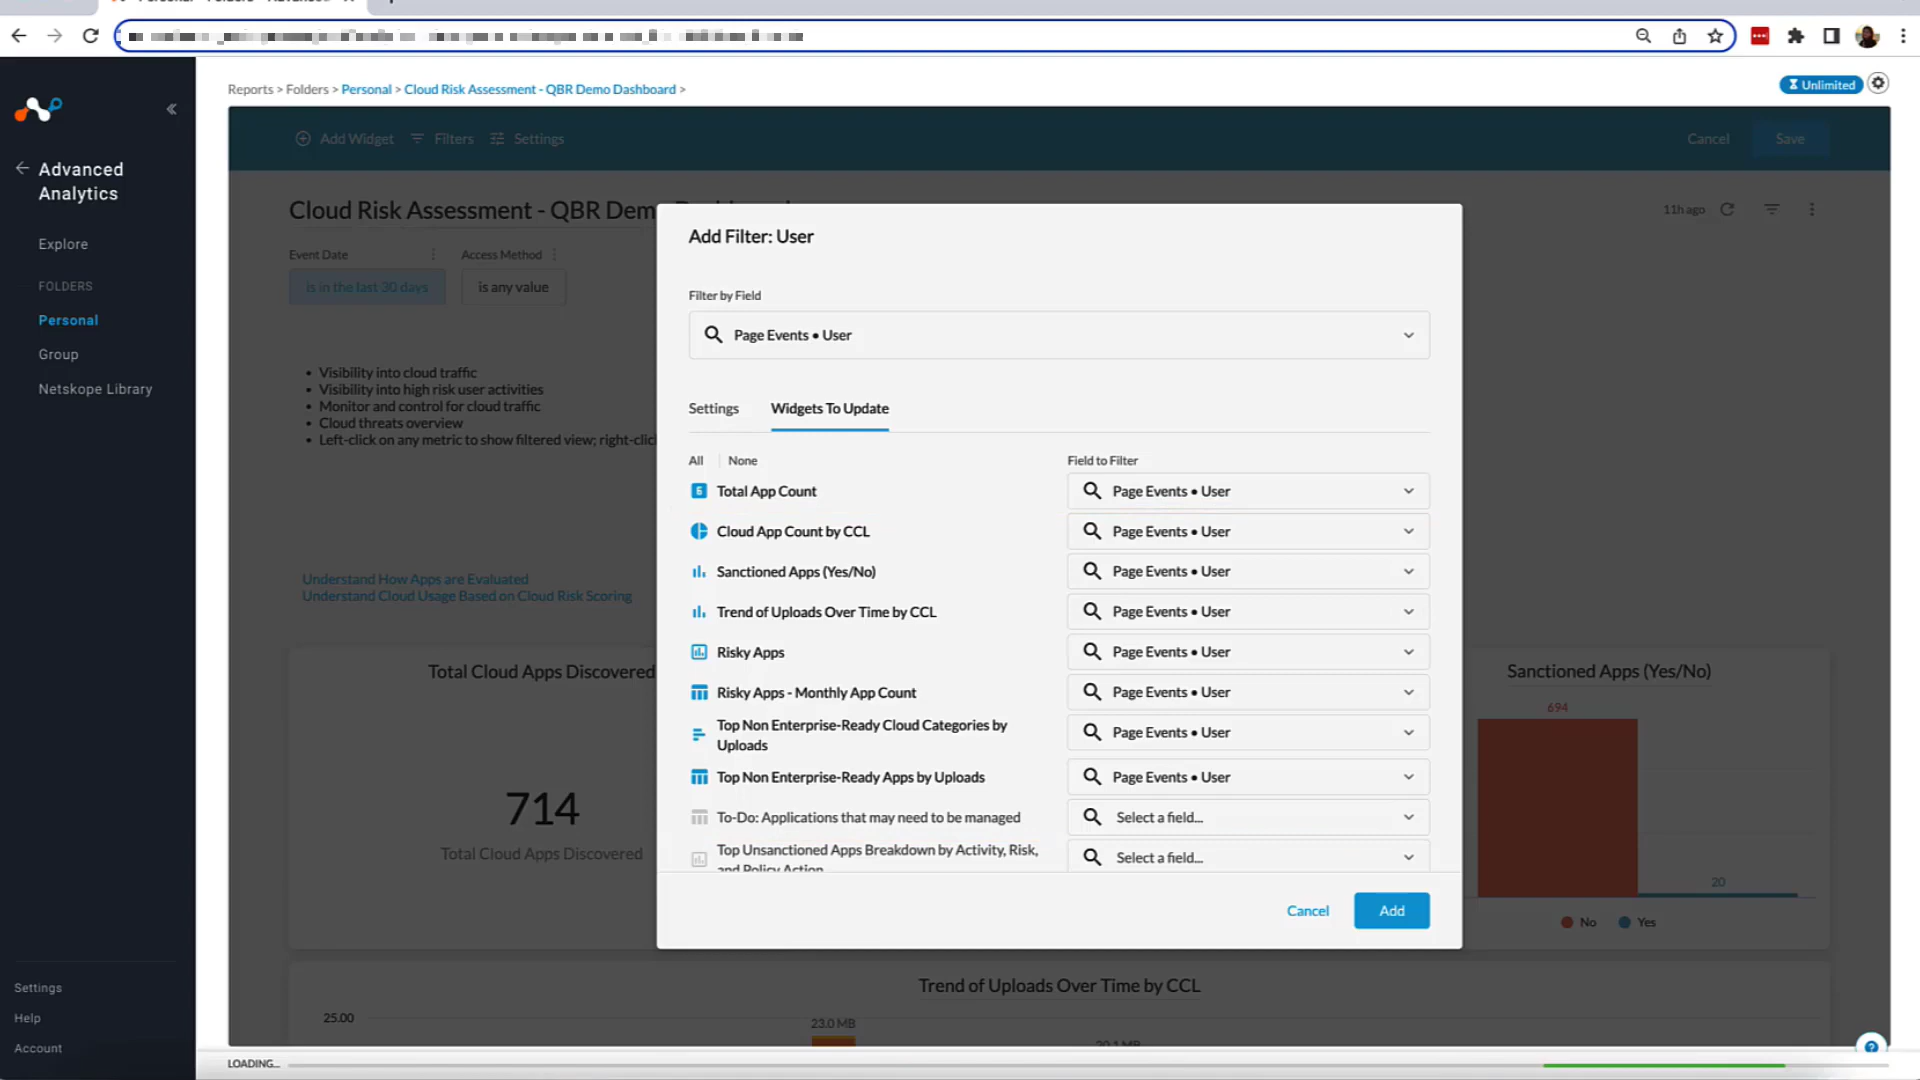 Reports > Folders > Personal > Cloud Risk Assessment - QBR Demo Dashboard >
Unlimited
Advanced
Analytics
Explore
FOLDERS
Personal
Group
Netskope Library
Settings
Help
Account
Add Widget
Filters
Settings
Cancel
Save
Cloud Risk Assessment - QBR Dem
11h ago
Event Date
Access Method
is in the last 30 days
is any value
• Visibility into cloud traffic
• Visibility into high risk user activities
• Monitor and control for cloud traffic
• Cloud threats overview
• Left-click on any metric to show filtered view; right-clic
Understand How Apps are Evaluated
Understand Cloud Usage Based on Cloud Risk Scoring
Total Cloud Apps Discovered
714
Total Cloud Apps Discovered
Add Filter: User
Filter by Field
Page Events • User
Settings
Widgets To Update
All
None
Field to Filter
6
Total App Count
Page Events • User
Cloud App Count by CCL
Page Events • User
Sanctioned Apps (Yes/No)
Page Events • User
Trend of Uploads Over Time by CCL
Page Events • User
Risky Apps
Page Events • User
Risky Apps - Monthly App Count
Page Events • User
Top Non Enterprise-Ready Cloud Categories by
Uploads
Page Events • User
Top Non Enterprise-Ready Apps by Uploads
Page Events • User
To-Do: Applications that may need to be managed
Select a field...
Top Unsanctioned Apps Breakdown by Activity, Risk,
and Policy Action
Select a field...
Cancel
Add
Sanctioned Apps (Yes/No)
694
20
No
Yes
Trend of Uploads Over Time by CCL
25.00
23.0 MB
20.1 MB
LOADING...
?